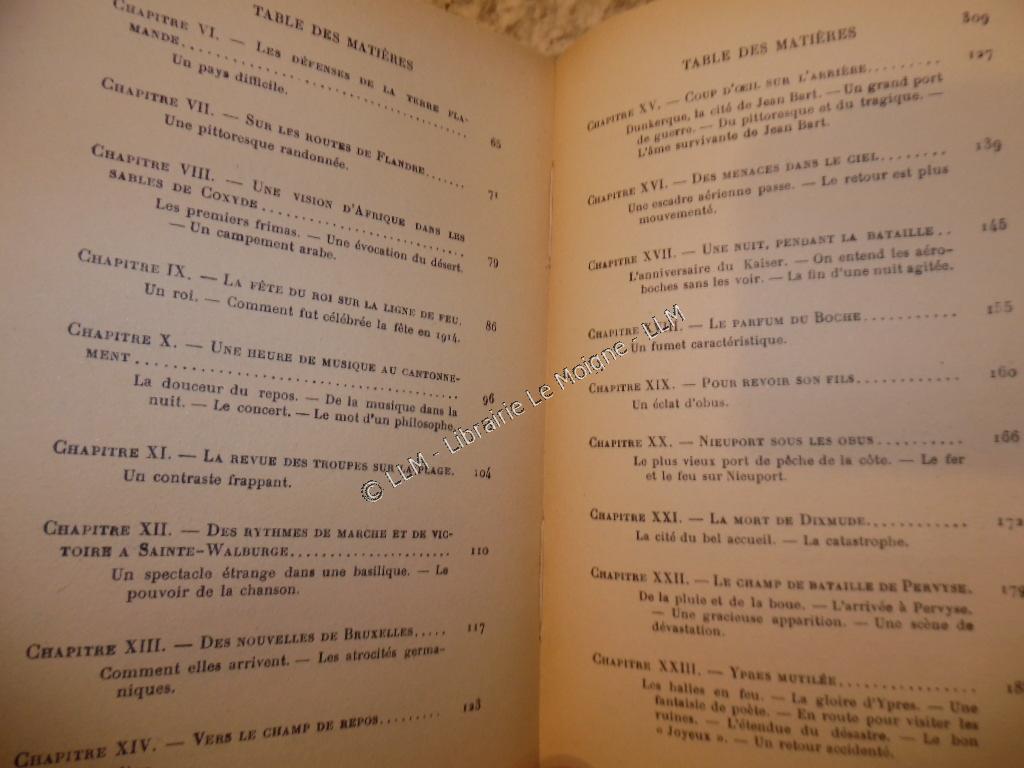 TABLE DES MATIÈRES
CHAPITRE VI. — LES DÉFENSES DE LA TERRE FLA-
MANDE.............................. 65
Un pays difficile.
CHAPITRE VII. — SUR LES ROUTES DE FLANDRE....... 71
Une pittoresque randonnée.
CHAPITRE VIII. — UNE VISION D'AFRIQUE DANS LES
SABLES DE COXYDE.......................... 79
Les premiers frimas. — Une évocation du désert.
— Un campement arabe.
CHAPITRE IX. — LA FÊTE DU ROI SUR LA LIGNE DE FEU. 86
Un roi. — Comment fut célébrée la fête en 1914.
CHAPITRE X. — UNE HEURE DE MUSIQUE AU CANTONNE-
MENT.................................... 96
La douceur du repos. — De la musique dans la
nuit. — Le concert. — Le mot d'un philosophe.
CHAPITRE XI. — LA REVUE DES TROUPES SUR LA PLAGE. 104
Un contraste frappant.
CHAPITRE XII. — DES RYTHMES DE MARCHE ET DE VIC-
TOIRE A SAINTE-WALBURGE...................... 110
Un spectacle étrange dans une basilique. — Le
pouvoir de la chanson.
CHAPITRE XIII. — DES NOUVELLES DE BRUXELLES..... 117
Comment elles arrivent. — Les atrocités germa-
niques.
CHAPITRE XIV. — VERS LE CHAMP DE REPOS......... 123
TABLE DES MATIÈRES 309
CHAPITRE XV. — COUP D'ŒIL SUR L'ARRIÈRE......... 127
Dunkerque, la cité de Jean Bart. — Un grand port
de guerre. — Du pittoresque et du tragique. —
L'âme survivante de Jean Bart.
CHAPITRE XVI. — DES MENACES DANS LE CIEL........ 139
Une escadre aérienne passe. — Le retour est plus
mouvementé.
CHAPITRE XVII. — UNE NUIT, PENDANT LA BATAILLE.. 145
L'anniversaire du Kaiser. — On entend les aéro-
boches sans les voir. — La fin d'une nuit agitée.
CHAPITRE XVIII. — LE PARFUM DU BOCHE........... 155
Un fumet caractéristique.
CHAPITRE XIX. — POUR REVOIR SON FILS............ 160
Un éclat d'obus.
CHAPITRE XX. — NIEUPORT SOUS LES OBUS.......... 166
Le plus vieux port de pêche de la côte. — Le fer
et le feu sur Nieuport.
CHAPITRE XXI. — LA MORT DE DIXMUDE............ 172
La cité du bel accueil. — La catastrophe.
CHAPITRE XXII. — LE CHAMP DE BATAILLE DE PERVYSE. 179
De la pluie et de la boue. — L'arrivée à Pervyse.
— Une gracieuse apparition. — Une scène de
dévastation.
CHAPITRE XXIII. — YPRES MUTILÉE................
Les halles en feu. — La gloire d'Ypres. — Une
fantaisie de poète. — En route pour visiter les
ruines. — L'étendue du désastre. — Le bon
« Joyeux ». — Un retour accidenté.
© LLM - Librairie Le Moigne - LLM